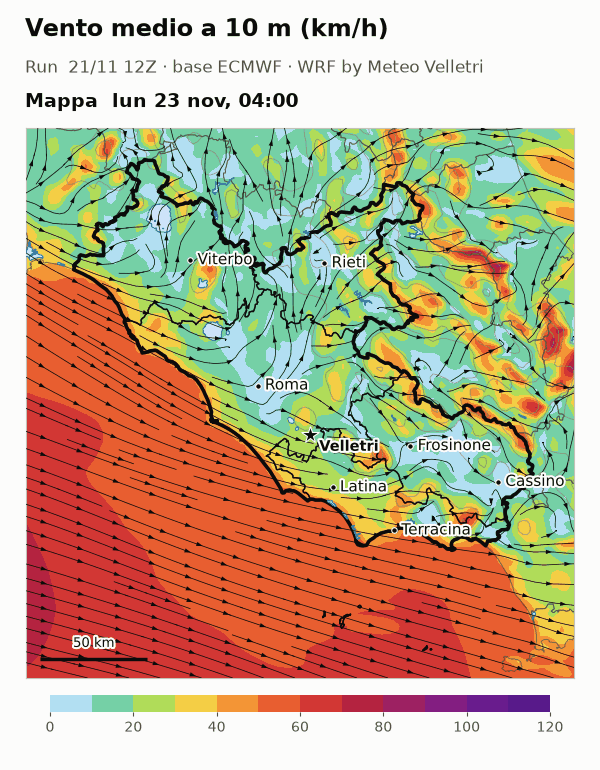 Vento medio a 10 m (km/h)
Run 21/11 12Z · base ECMWF · WRF by Meteo Velletri
Mappa lun 23 nov, 04:00
Viterbo
Rieti
Roma
Velletri
Frosinone
Cassino
Latina
Terracina
50 km
0 20 40 60 80 100 120